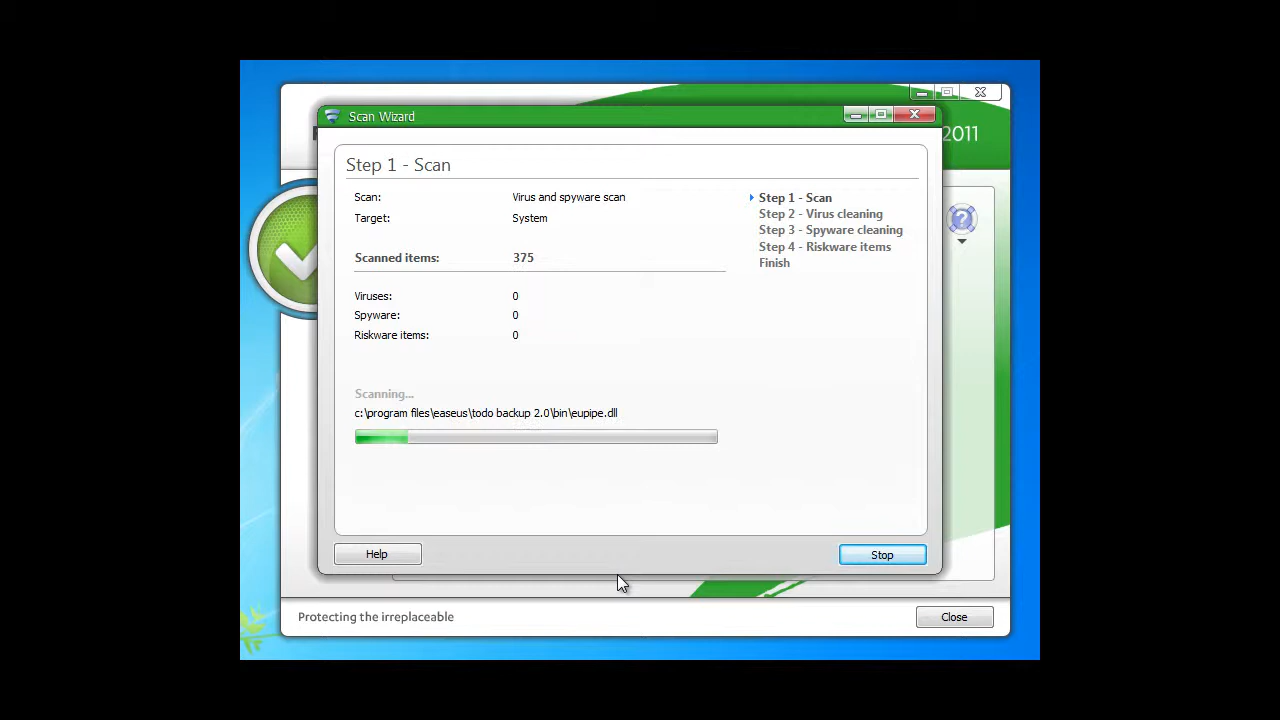 2011
Scan Wizard
Step 1 - Scan
Scan: Virus and spyware scan
Target: System
Scanned items: 375
Viruses: 0
Spyware: 0
Riskware items: 0
Scanning...
c:\program files\easeus\todo backup 2.0\bin\eupipe.dll
Step 1 - Scan
Step 2 - Virus cleaning
Step 3 - Spyware cleaning
Step 4 - Riskware items
Finish
Help Stop
Protecting the irreplaceable Close